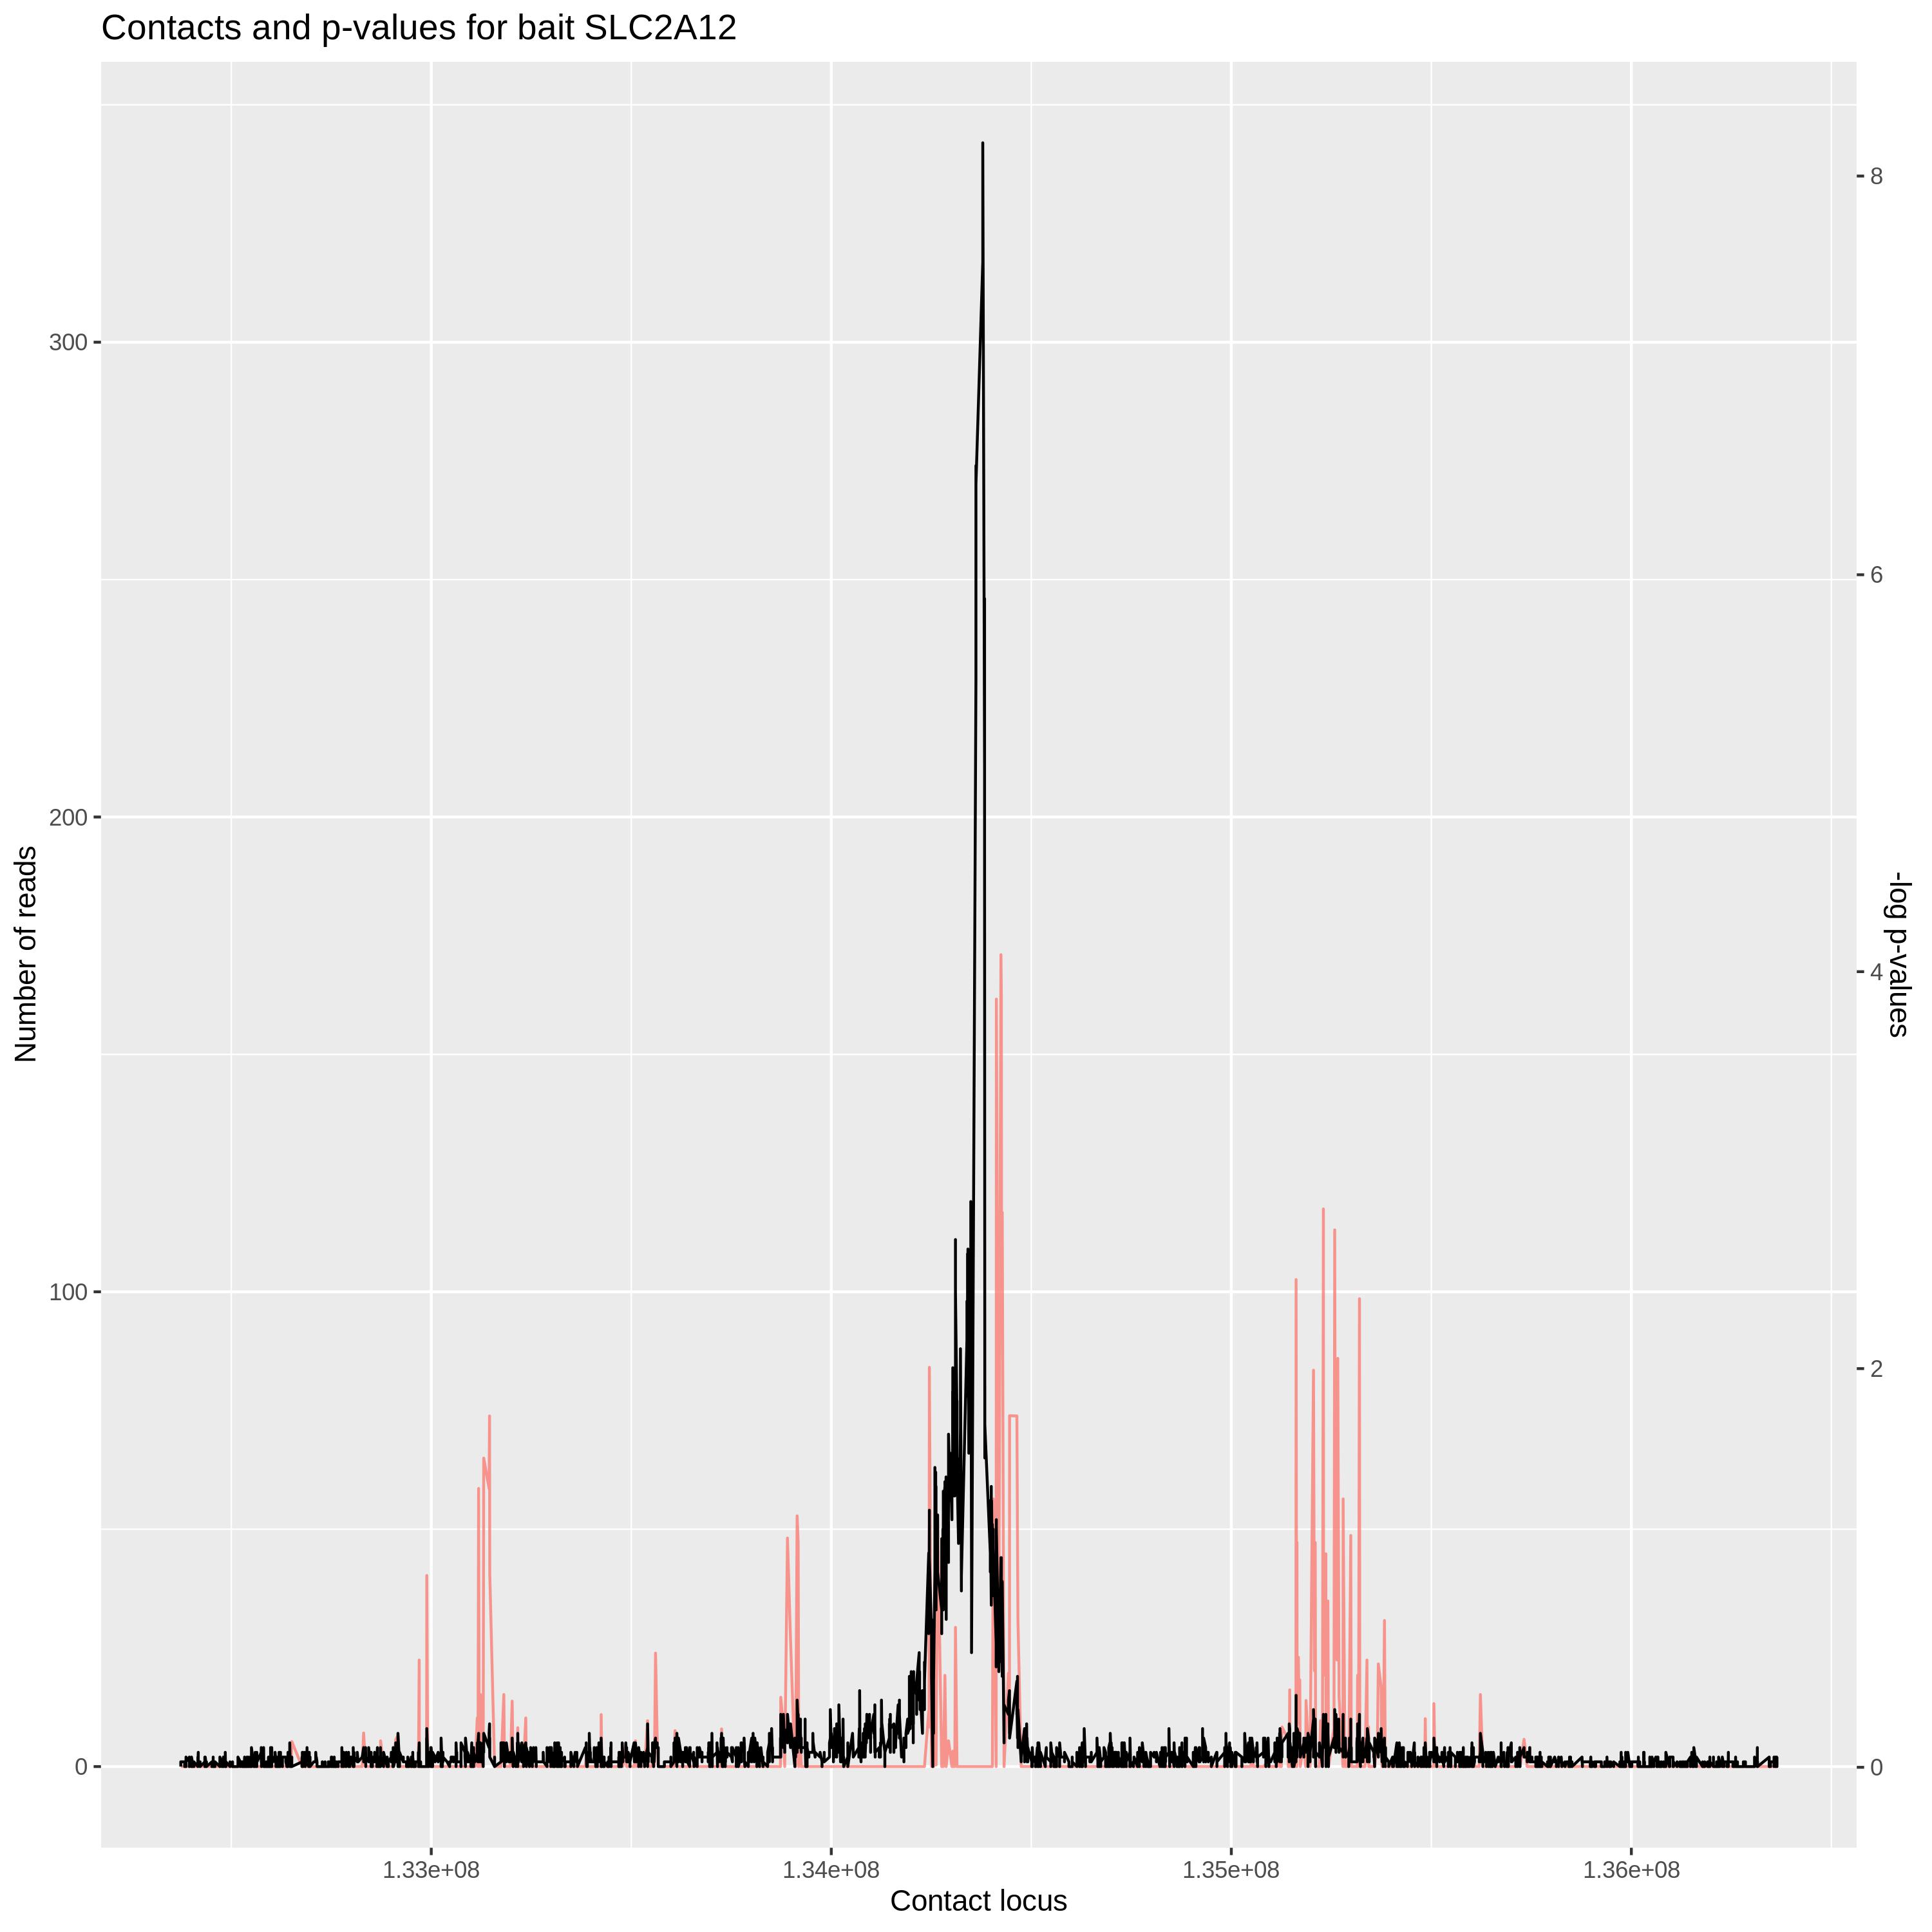 Contacts and p-values for bait SLC2A12
300
200
100
0
Number of reads
8
6
4
2
0
-log p-values
1.33e+08 1.34e+08 1.35e+08 1.36e+08
Contact locus